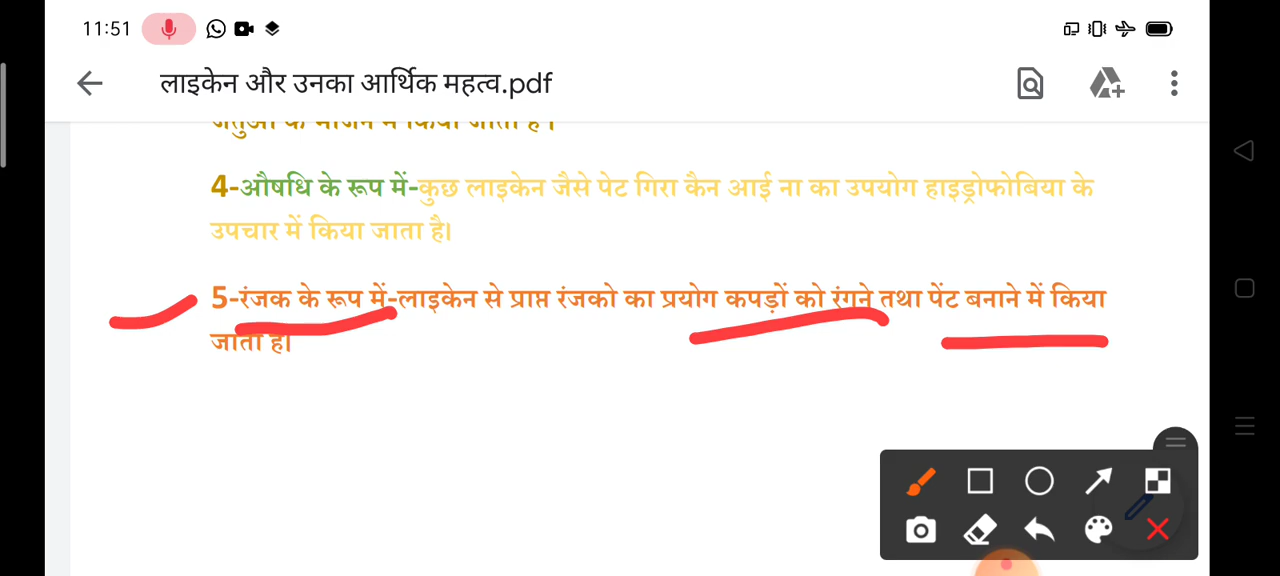 11:51
लाइकेन और उनका आर्थिक महत्व.pdf
जंतुओं के भोजन में किया जाता है।
4-औषधि के रूप में-कुछ लाइकेन जैसे पेट गिरा कैन आई ना का उपयोग हाइड्रोफोबिया के
उपचार में किया जाता है।
5-रंजक के रूप में-लाइकेन से प्राप्त रंजको का प्रयोग कपड़ों को रंगने तथा पेंट बनाने में किया
जाता है।